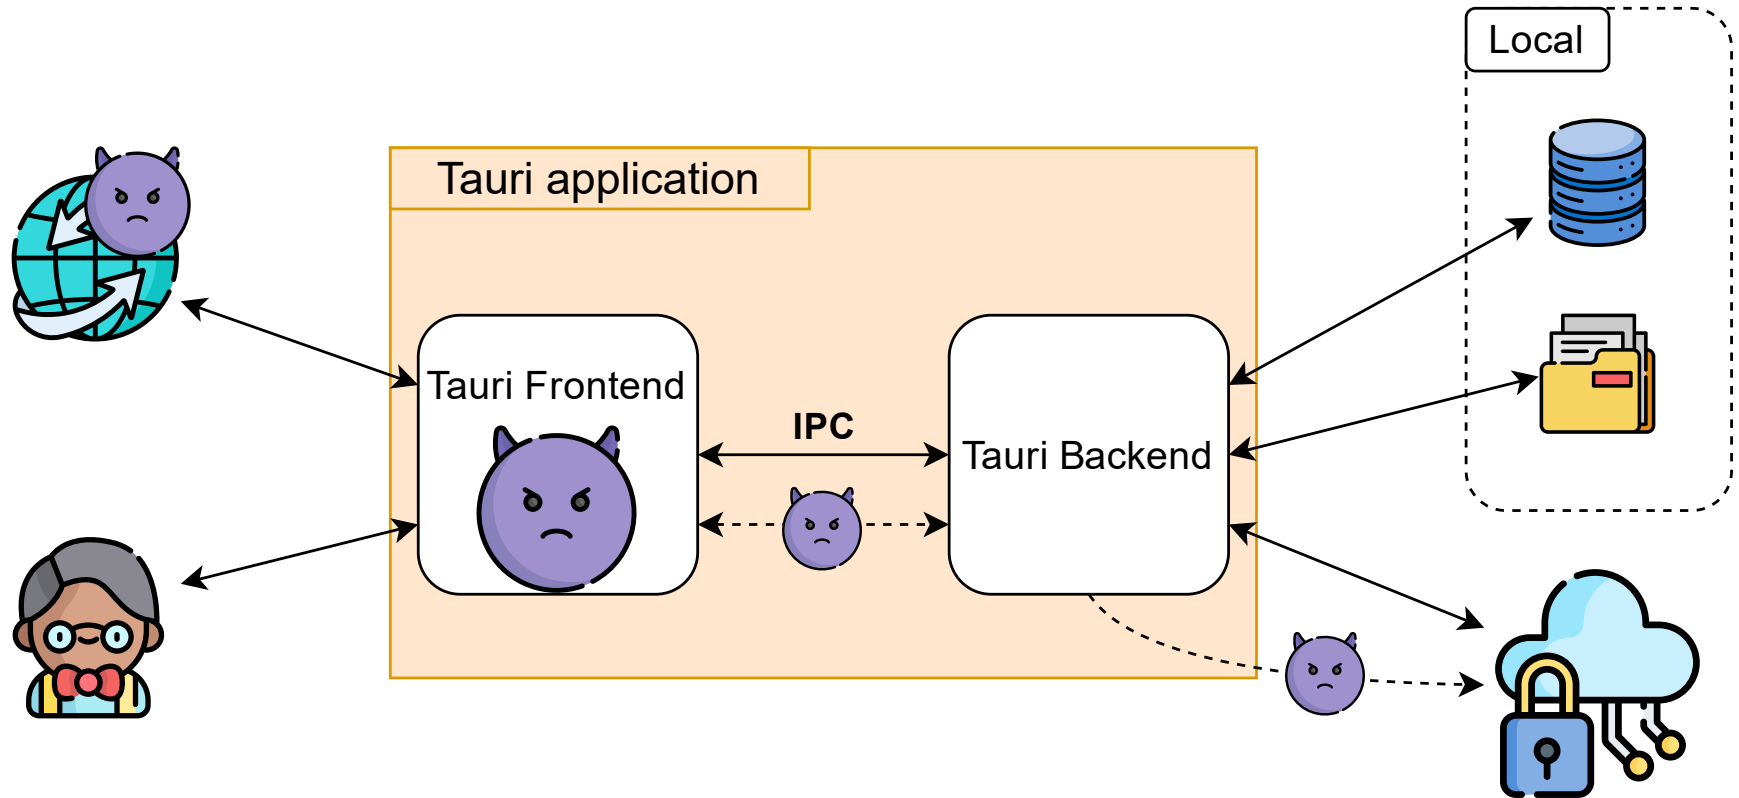 Local
Tauri application
Tauri Frontend
IPC
Tauri Backend